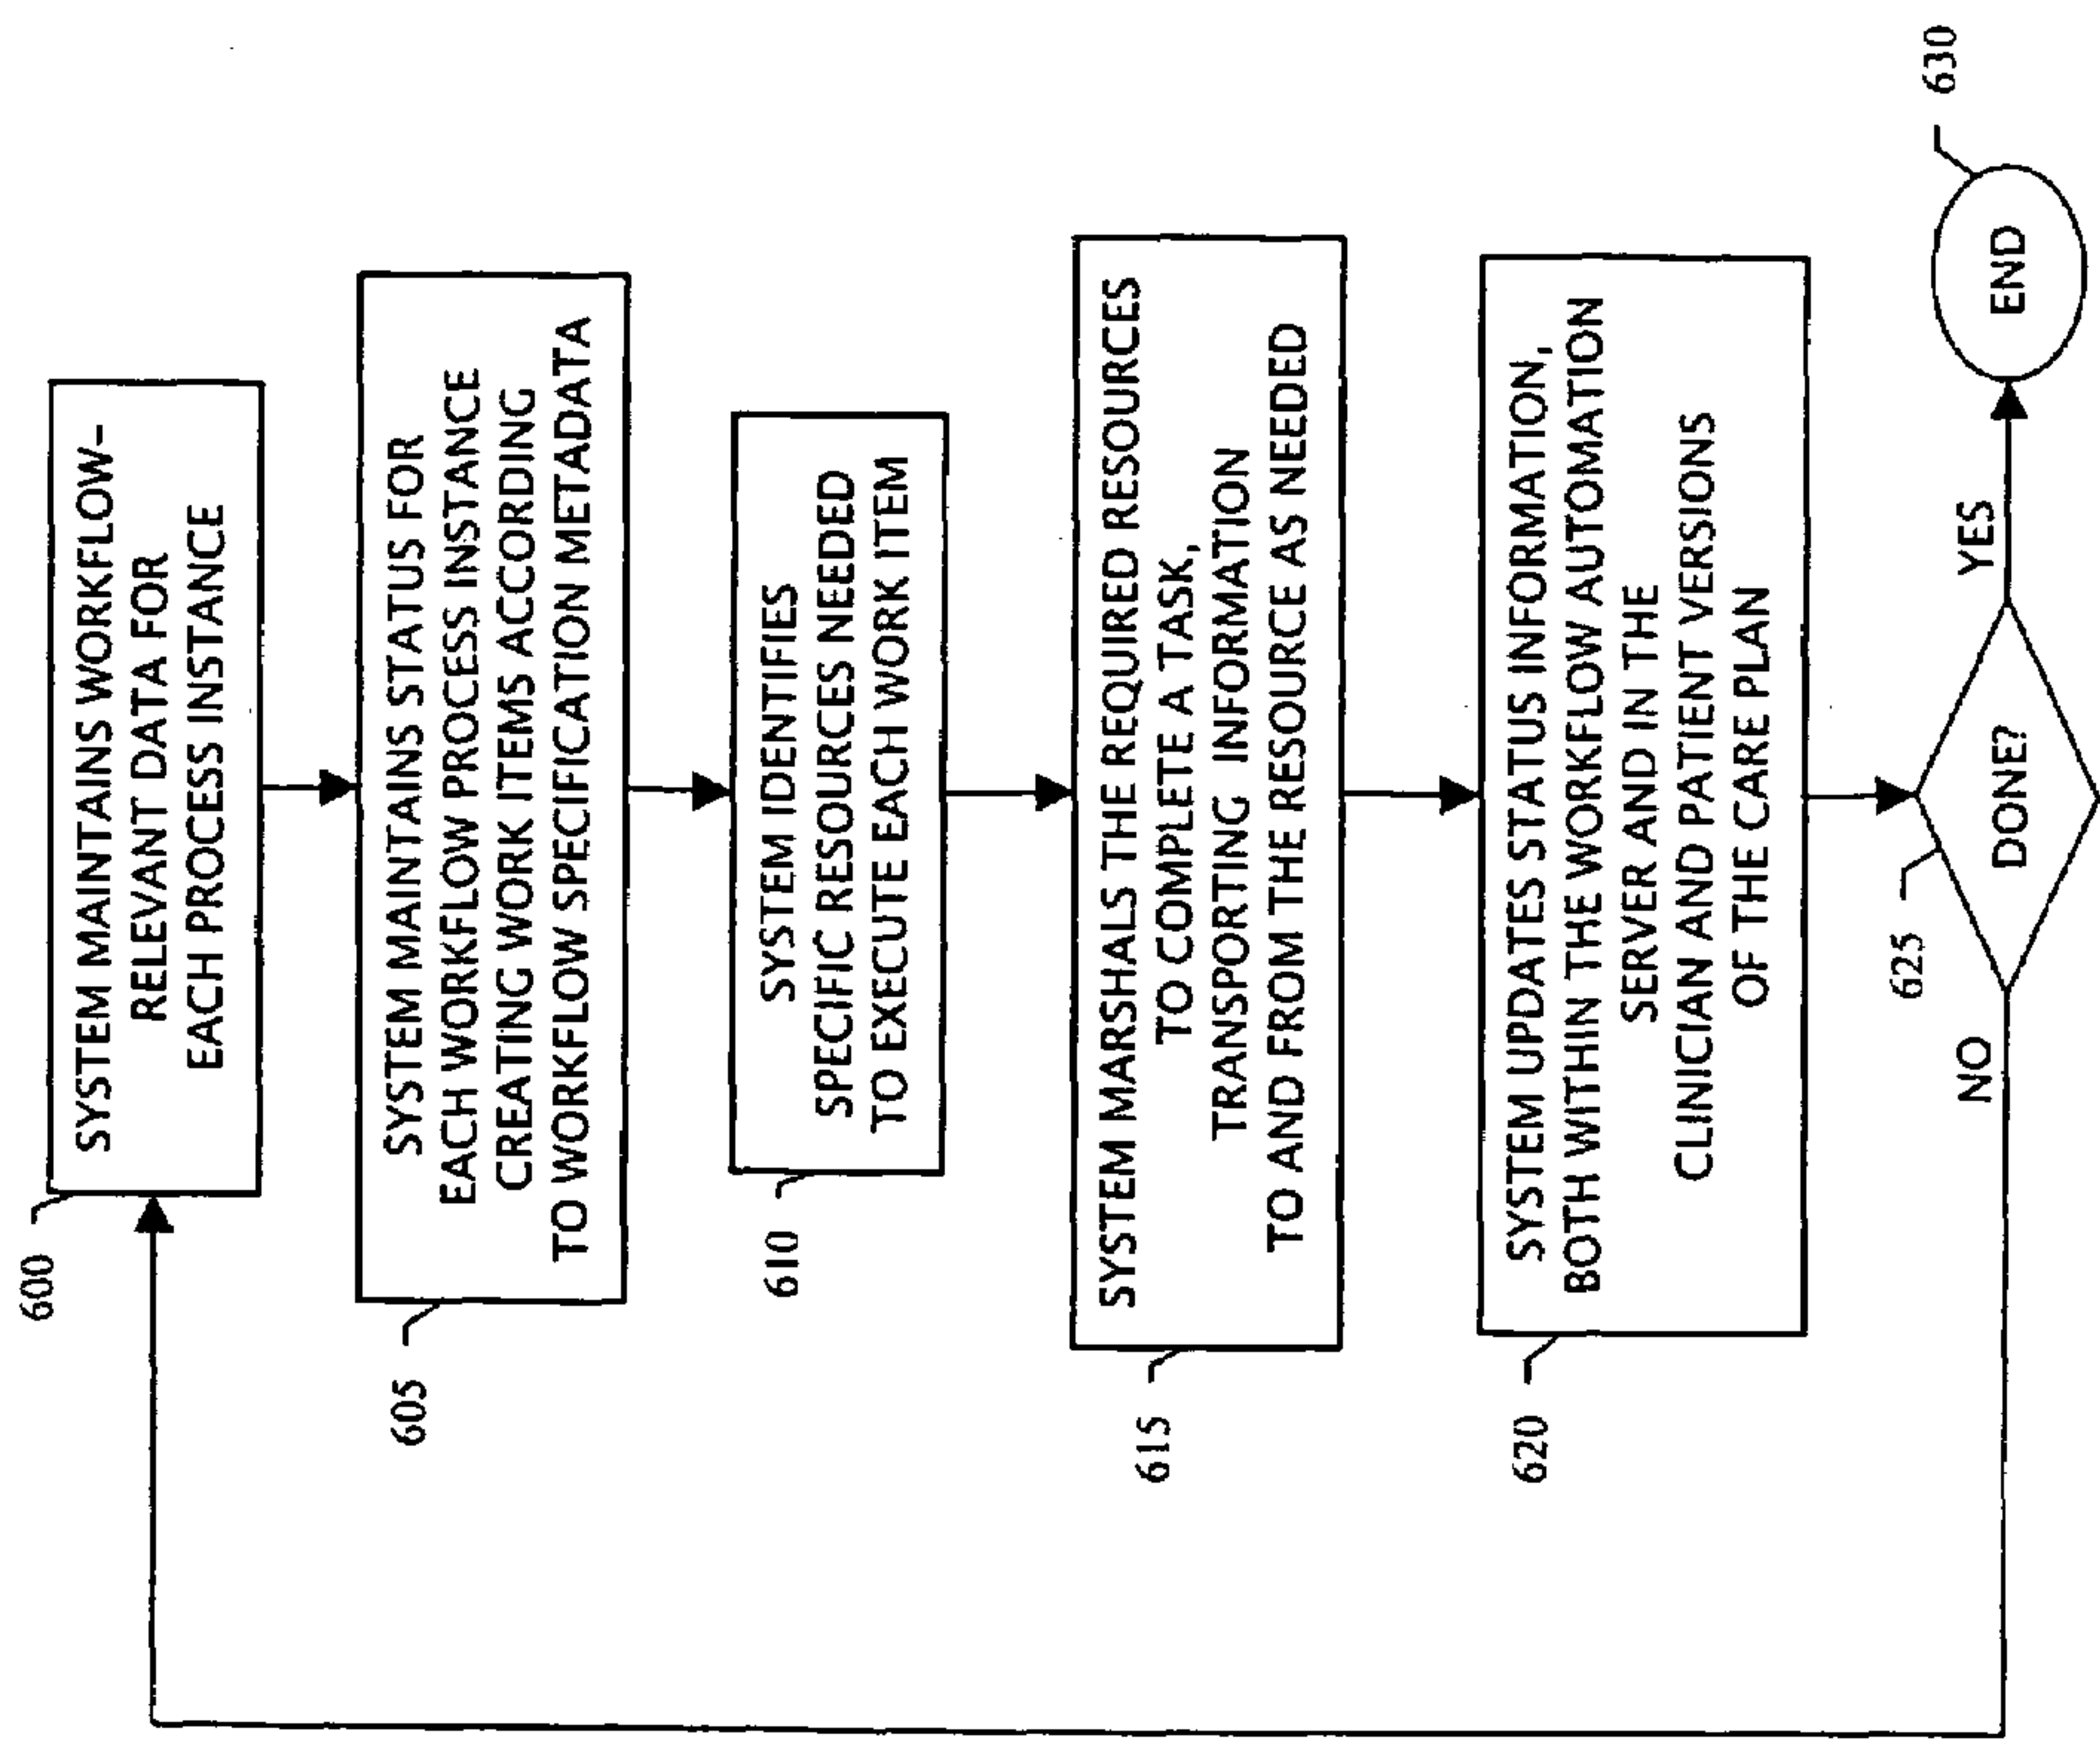 600
SYSTEM MAINTAINS WORKFLOW-
RELEVANT DATA FOR
EACH PROCESS INSTANCE
605
SYSTEM MAINTAINS STATUS FOR
EACH WORKFLOW PROCESS INSTANCE
CREATING WORK ITEMS ACCORDING
TO WORKFLOW SPECIFICATION METADATA
610
SYSTEM IDENTIFIES
SPECIFIC RESOURCES NEEDED
TO EXECUTE EACH WORK ITEM
615
SYSTEM MARSHALS THE REQUIRED RESOURCES
TO COMPLETE A TASK,
TRANSPORTING INFORMATION
TO AND FROM THE RESOURCE AS NEEDED
620
SYSTEM UPDATES STATUS INFORMATION,
BOTH WITHIN THE WORKFLOW AUTOMATION
SERVER AND IN THE
CLINICIAN AND PATIENT VERSIONS
OF THE CARE PLAN
625
NO
DONE?
YES
END
630